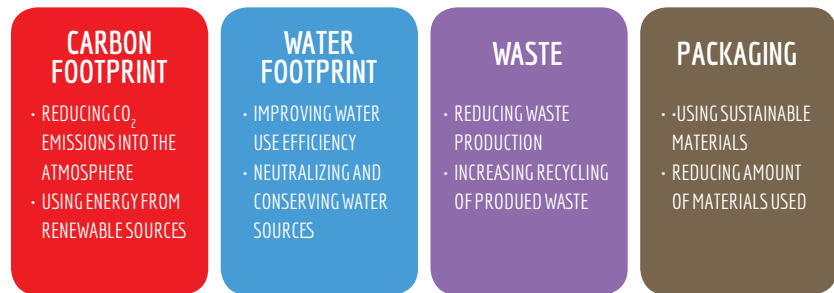 CARBON
FOOTPRINT
· REDUCING CO₂
EMISSIONS INTO THE
ATMOSPHERE
· USING ENERGY FROM
RENEWABLE SOURCES
WATER
FOOTPRINT
· IMPROVING WATER
USE EFFICIENCY
· NEUTRALIZING AND
CONSERVING WATER
SOURCES
WASTE
· REDUCING WASTE
PRODUCTION
· INCREASING RECYCLING
OF PRODUED WASTE
PACKAGING
· ·USING SUSTAINABLE
MATERIALS
· REDUCING AMOUNT
OF MATERIALS USED